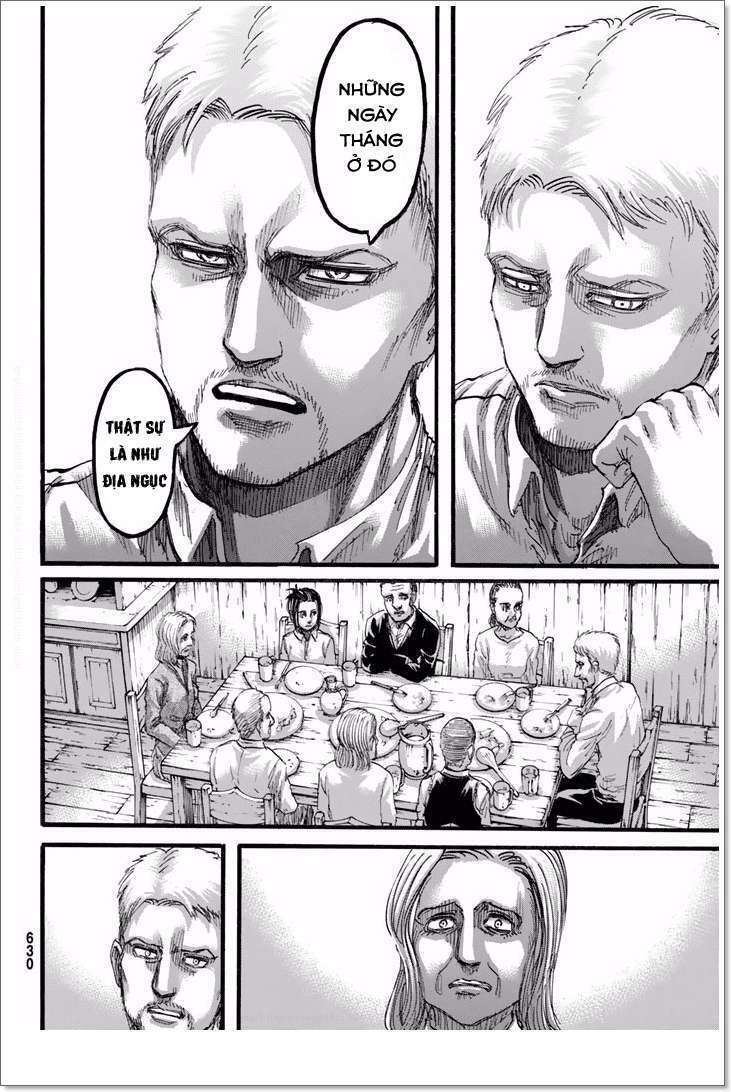 NHỮNG
NGÀY
THÁNG
Ở ĐÓ
THẬT SỰ
LÀ NHƯ
ĐỊA NGỤC
630